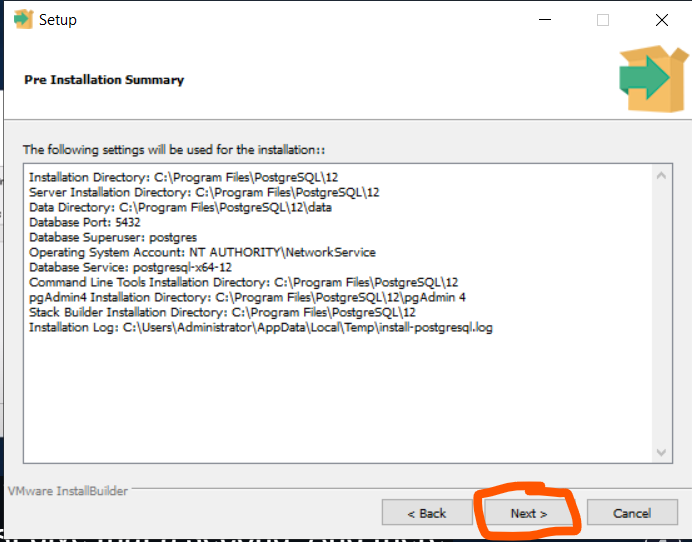 Setup
Pre Installation Summary
The following settings will be used for the installation::
Installation Directory: C:\Program Files\PostgreSQL\12
Server Installation Directory: C:\Program Files\PostgreSQL\12
Data Directory: C:\Program Files\PostgreSQL\12\data
Database Port: 5432
Database Superuser: postgres
Operating System Account: NT AUTHORITY\NetworkService
Database Service: postgresql-x64-12
Command Line Tools Installation Directory: C:\Program Files\PostgreSQL\12
pgAdmin4 Installation Directory: C:\Program Files\PostgreSQL\12\pgAdmin 4
Stack Builder Installation Directory: C:\Program Files\PostgreSQL\12
Installation Log: C:\Users\Administrator\AppData\Local\Temp\install-postgresql.log
VMware InstallBuilder
< Back Next > Cancel